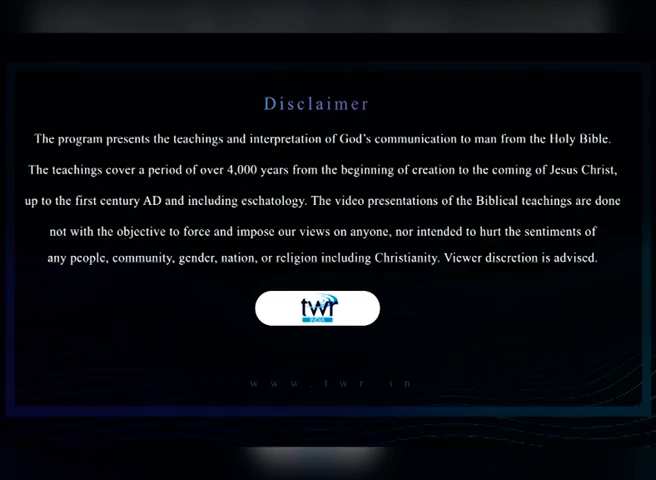 Disclaimer
The program presents the teachings and interpretation of God's communication to man from the Holy Bible.
The teachings cover a period of over 4,000 years from the beginning of creation to the coming of Jesus Christ,
up to the first century AD and including eschatology. The video presentations of the Biblical teachings are done
not with the objective to force and impose our views on anyone, nor intended to hurt the sentiments of
any people, community, gender, nation, or religion including Christianity. Viewer discretion is advised.
twr
INDIA
www.twr.in